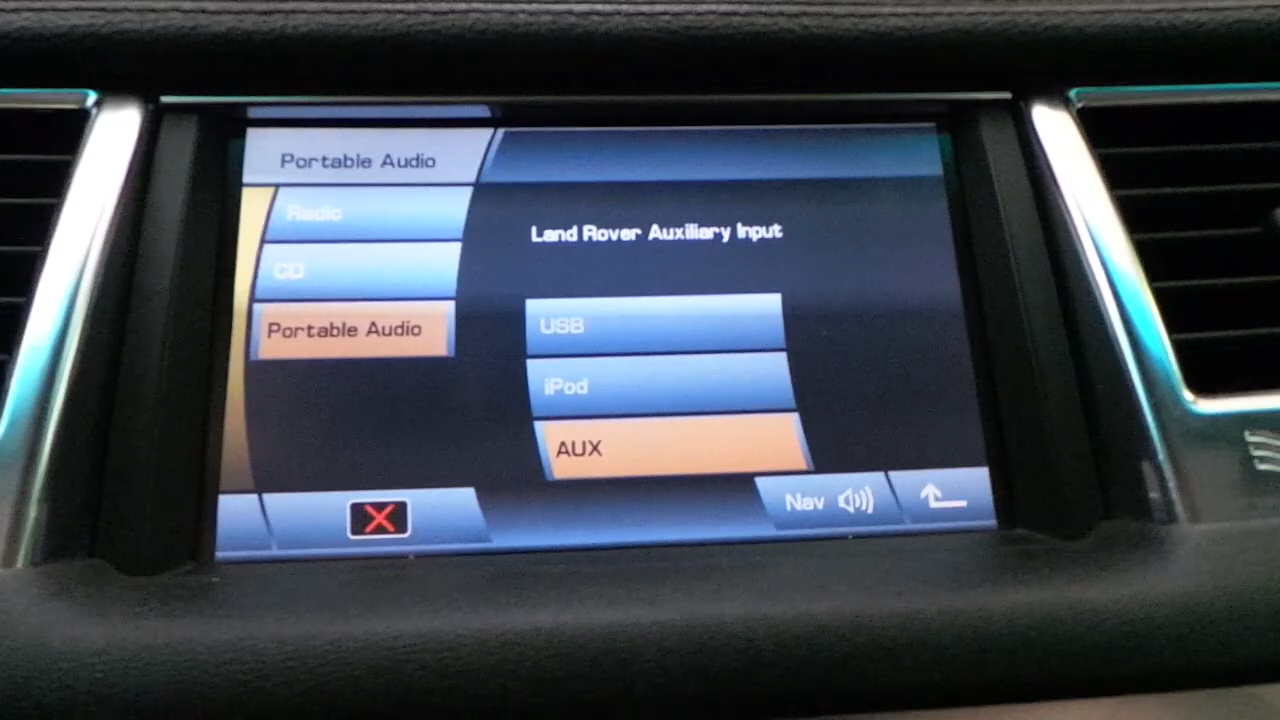 Portable Audio
Radio
CD
Portable Audio
Land Rover Auxiliary Input
USB
iPod
AUX
Nav